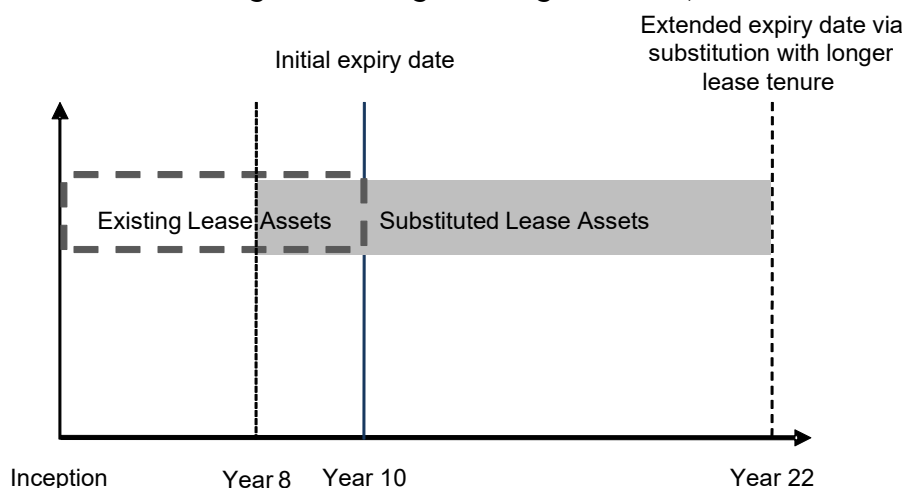 Extended expiry date via
substitution with longer
lease tenure
Initial expiry date
Existing Lease Assets
Substituted Lease Assets
Inception
Year 8
Year 10
Year 22